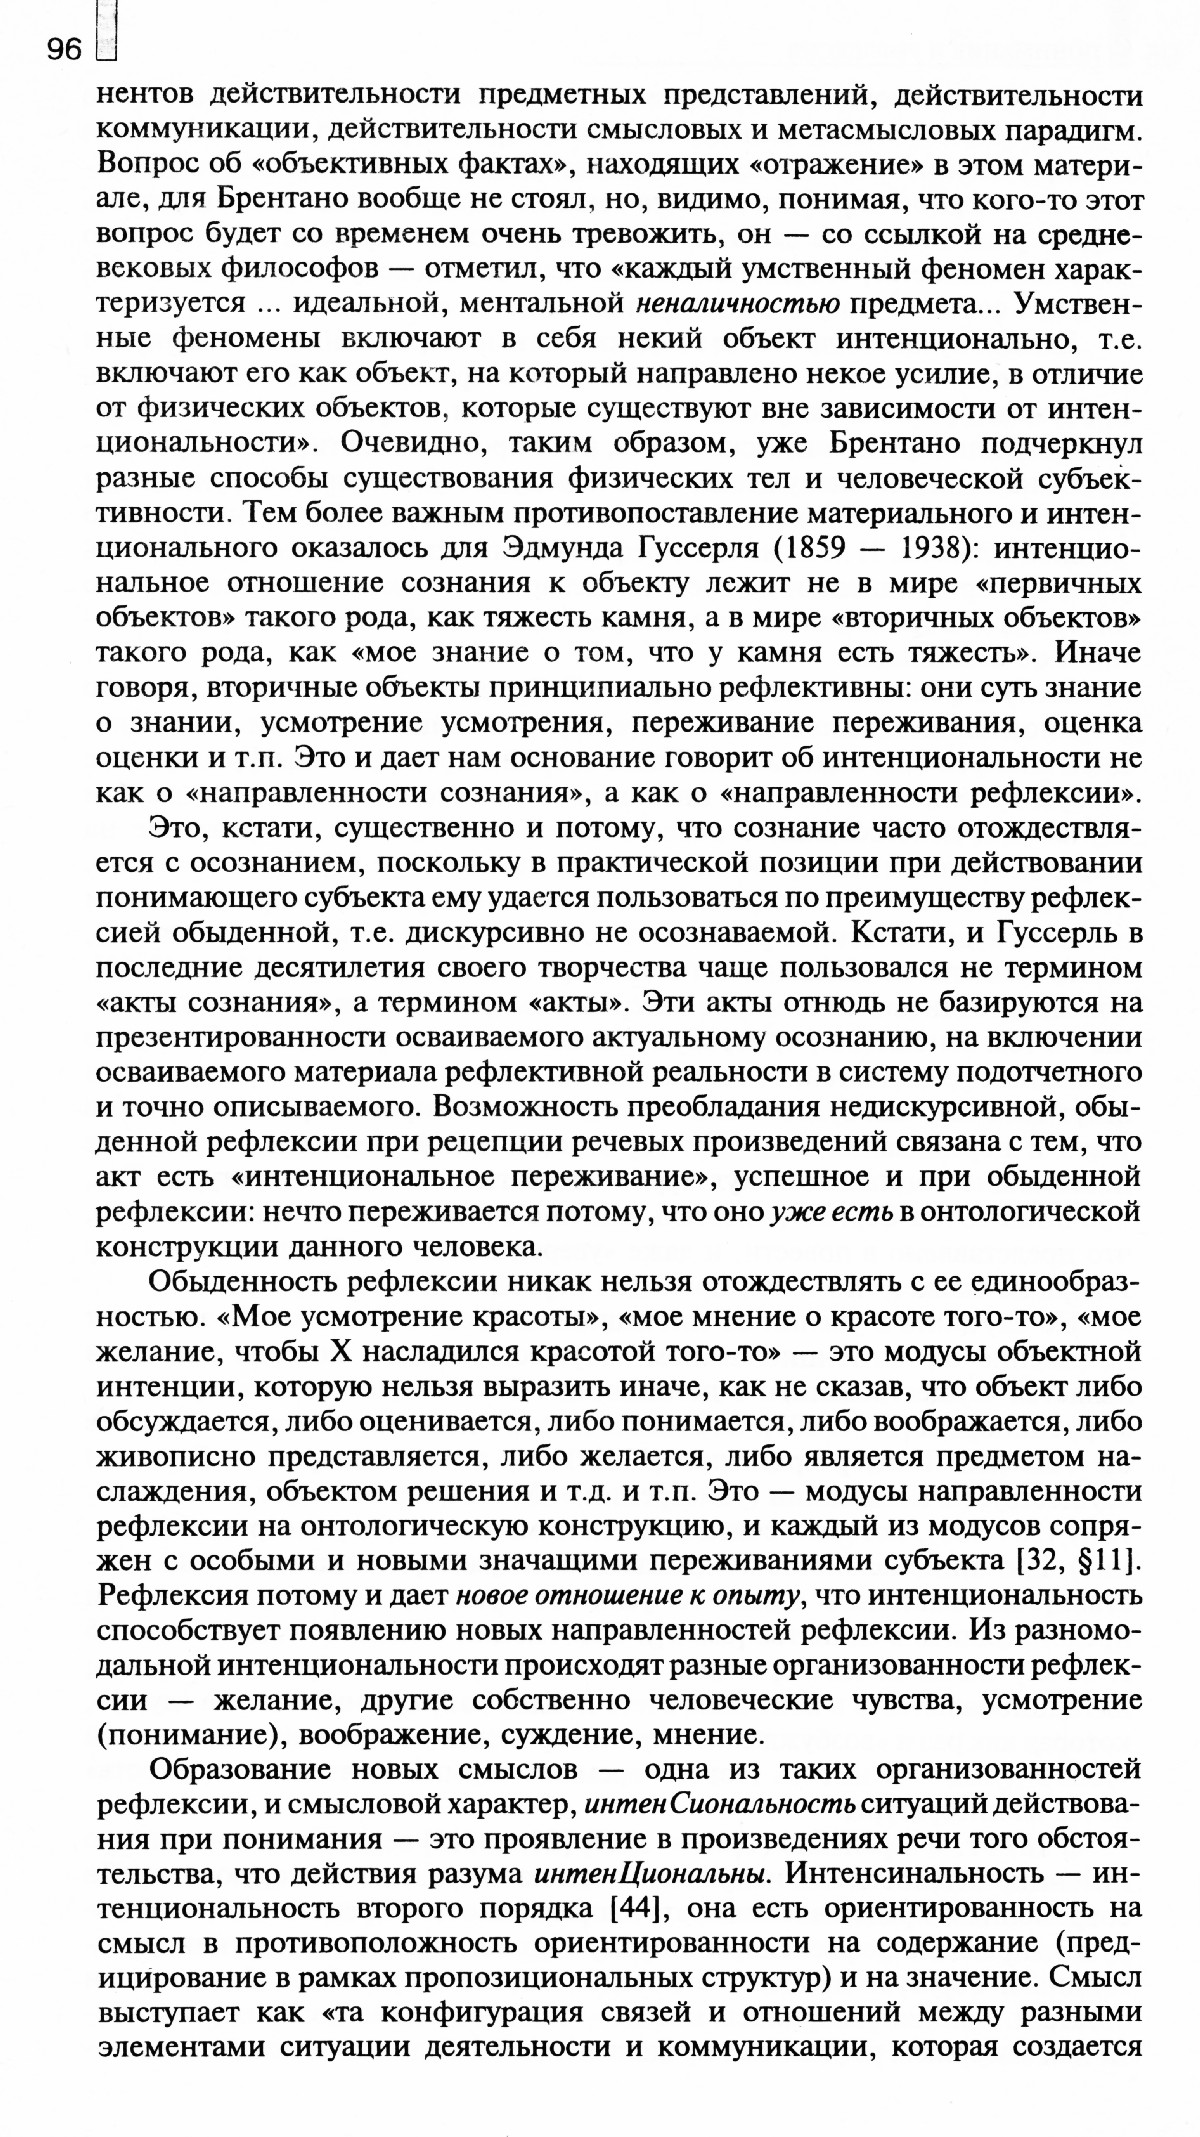 96
нентов действительности предметных представлений, действительности
коммуникации, действительности смысловых и метасмысловых парадигм.
Вопрос об «объективных фактах», находящих «отражение» в этом матери-
але, для Брентано вообще не стоял, но, видимо, понимая, что кого-то этот
вопрос будет со временем очень тревожить, он — со ссылкой на средне-
вековых философов — отметил, что «каждый умственный феномен харак-
теризуется ... идеальной, ментальной неналичностью предмета... Умствен-
ные феномены включают в себя некий объект интенционально, т.е.
включают его как объект, на который направлено некое усилие, в отличие
от физических объектов, которые существуют вне зависимости от интен-
циональности». Очевидно, таким образом, уже Брентано подчеркнул
разные способы существования физических тел и человеческой субъек-
тивности. Тем более важным противопоставление материального и интен-
ционального оказалось для Эдмунда Гуссерля (1859 — 1938): интенцио-
нальное отношение сознания к объекту лежит не в мире «первичных
объектов» такого рода, как тяжесть камня, а в мире «вторичных объектов»
такого рода, как «мое знание о том, что у камня есть тяжесть». Иначе
говоря, вторичные объекты принципиально рефлективны: они суть знание
о знании, усмотрение усмотрения, переживание переживания, оценка
оценки и т.п. Это и дает нам основание говорит об интенциональности не
как о «направленности сознания», а как о «направленности рефлексии».
Это, кстати, существенно и потому, что сознание часто отождествля-
ется с осознанием, поскольку в практической позиции при действовании
понимающего субъекта ему удается пользоваться по преимуществу рефлек-
сией обыденной, т.е. дискурсивно не осознаваемой. Кстати, и Гуссерль в
последние десятилетия своего творчества чаще пользовался не термином
«акты сознания», а термином «акты». Эти акты отнюдь не базируются на
презентированности осваиваемого актуальному осознанию, на включении
осваиваемого материала рефлективной реальности в систему подотчетного
и точно описываемого. Возможность преобладания недискурсивной, обы-
денной рефлексии при рецепции речевых произведений связана с тем, что
акт есть «интенциональное переживание», успешное и при обыденной
рефлексии: нечто переживается потому, что оно уже есть в онтологической
конструкции данного человека.
Обыденность рефлексии никак нельзя отождествлять с ее единообраз-
ностью. «Мое усмотрение красоты», «мое мнение о красоте того-то», «мое
желание, чтобы X насладился красотой того-то» — это модусы объектной
интенции, которую нельзя выразить иначе, как не сказав, что объект либо
обсуждается, либо оценивается, либо понимается, либо воображается, либо
живописно представляется, либо желается, либо является предметом на-
слаждения, объектом решения и т.д. и т.п. Это — модусы направленности
рефлексии на онтологическую конструкцию, и каждый из модусов сопря-
жен с особыми и новыми значащими переживаниями субъекта [32, §11].
Рефлексия потому и дает новое отношение к опыту, что интенциональность
способствует появлению новых направленностей рефлексии. Из разномо-
дальной интенциональности происходят разные организованности рефлек-
сии — желание, другие собственно человеческие чувства, усмотрение
(понимание), воображение, суждение, мнение.
Образование новых смыслов — одна из таких организованностей
рефлексии, и смысловой характер, интенСиональность ситуаций действова-
ния при понимания — это проявление в произведениях речи того обстоя-
тельства, что действия разума интенЦиональны. Интенсинальность — ин-
тенциональность второго порядка [44], она есть ориентированность на
смысл в противоположность ориентированности на содержание (пред-
ицирование в рамках пропозициональных структур) и на значение. Смысл
выступает как «та конфигурация связей и отношений между разными
элементами ситуации деятельности и коммуникации, которая создается